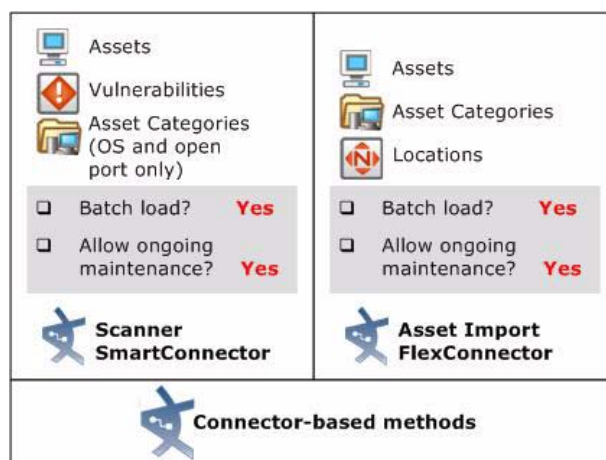 Assets
Vulnerabilities
Asset Categories
(OS and open
port only)
Batch load? Yes
Allow ongoing
maintenance? Yes
Scanner
SmartConnector
Assets
Asset Categories
N
Locations
Batch load? Yes
Allow ongoing
maintenance? Yes
Asset Import
FlexConnector
Connector-based methods